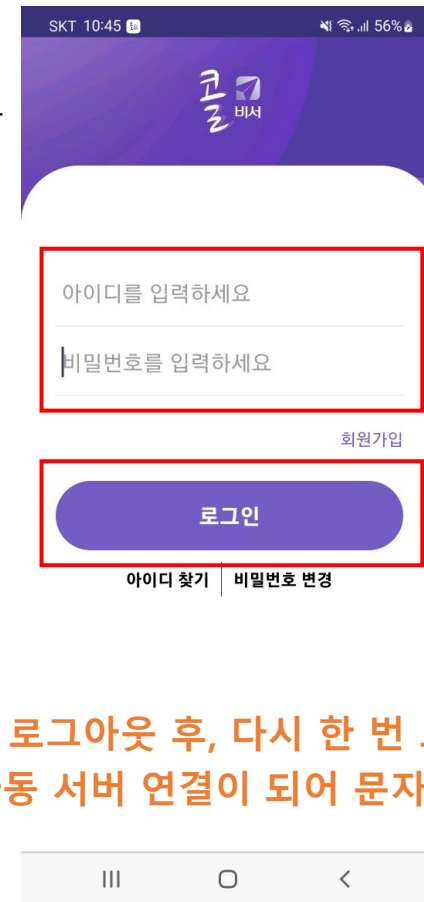 SKT 10:45
56%
콜
비서
아이디를 입력하세요
비밀번호를 입력하세요
회원가입
로그인
아이디 찾기 비밀번호 변경
로그아웃 후, 다시 한 번
동 서버 연결이 되어 문자